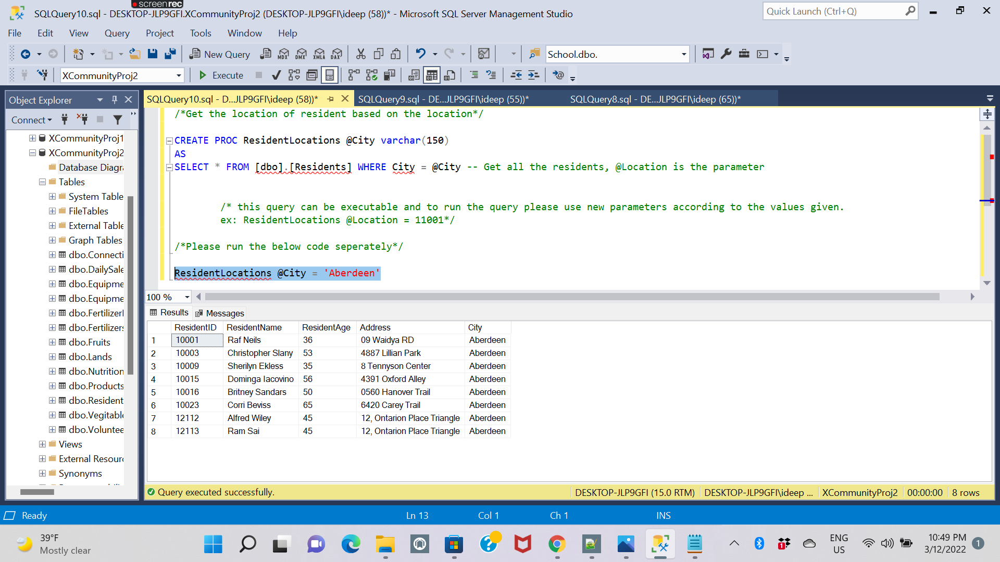 screenrec
SQLQuery10.sql - DESKTOP-JLP9GFI.XCommunityProj2 (DESKTOP-JLP9GFI\ideep (58))* - Microsoft SQL Server Management Studio
Quick Launch (Ctrl+Q)
File Edit View Query Project Tools Window Help
New Query
MDX DMX XMLA DAX
School.dbo.
XCommunityProj2
Execute
Object Explorer
SQLQuery10.sql - D...JLP9GFI\ideep (58))*
SQLQuery9.sql - DE...JLP9GFI\ideep (55))*
SQLQuery8.sql - DE...JLP9GFI\ideep (65))*
Connect
XCommunityProj1
XCommunityProj2
Database Diagr
Tables
System Table
FileTables
External Table
Graph Tables
dbo.Connecti
dbo.DailySale
dbo.Equipme
dbo.Equipme
dbo.Fertilizer
dbo.Fertilizers
dbo.Fruits
dbo.Lands
dbo.Nutrition
dbo.Products
dbo.Resident
dbo.Vegitable
dbo.Voluntee
Views
External Resour
Synonyms
/*Get the location of resident based on the location*/
CREATE PROC ResidentLocations @City varchar(150)
AS
SELECT * FROM [dbo].[Residents] WHERE City = @City -- Get all the residents, @Location is the parameter
/* this query can be executable and to run the query please use new parameters according to the values given.
ex: ResidentLocations @Location = 11001*/
/*Please run the below code seperately*/
ResidentLocations @City = 'Aberdeen'
100 %
Results Messages
ResidentID ResidentName ResidentAge Address City
1 10001 Raf Neils 36 09 Waidya RD Aberdeen
2 10003 Christopher Slany 53 4887 Lillian Park Aberdeen
3 10009 Sherilyn Ekless 35 8 Tennyson Center Aberdeen
4 10015 Dominga Iacovino 56 4391 Oxford Alley Aberdeen
5 10016 Britney Sandars 50 0560 Hanover Trail Aberdeen
6 10023 Corri Beviss 65 6420 Carey Trail Aberdeen
7 12112 Alfred Wiley 45 12, Ontarion Place Triangle Aberdeen
8 12113 Ram Sai 45 12, Ontarion Place Triangle Aberdeen
Query executed successfully.
DESKTOP-JLP9GFI (15.0 RTM) DESKTOP-JLP9GFI\ideep ... XCommunityProj2 00:00:00 8 rows
Ready Ln 13 Col 1 Ch 1 INS
39°F
Mostly clear
1
ENG
US
10:49 PM
3/12/2022
1